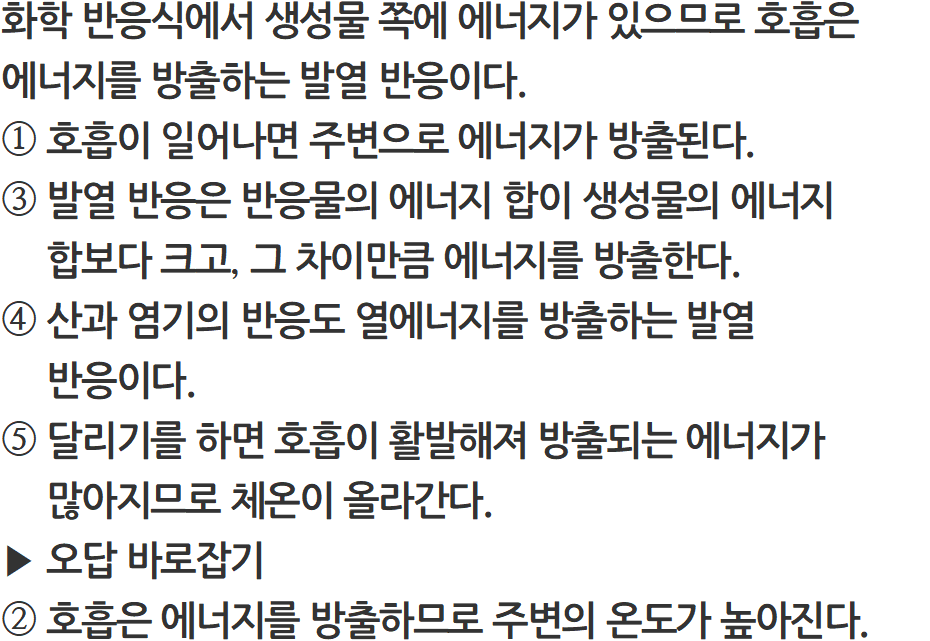 화학 반응식에서 생성물 쪽에 에너지가 있으므로 호흡은
에너지를 방출하는 발열 반응이다.
① 호흡이 일어나면 주변으로 에너지가 방출된다.
③ 발열 반응은 반응물의 에너지 합이 생성물의 에너지
합보다 크고, 그 차이만큼 에너지를 방출한다.
④ 산과 염기의 반응도 열에너지를 방출하는 발열
반응이다.
⑤ 달리기를 하면 호흡이 활발해져 방출되는 에너지가
많아지므로 체온이 올라간다.
▶ 오답 바로잡기
② 호흡은 에너지를 방출하므로 주변의 온도가 높아진다.